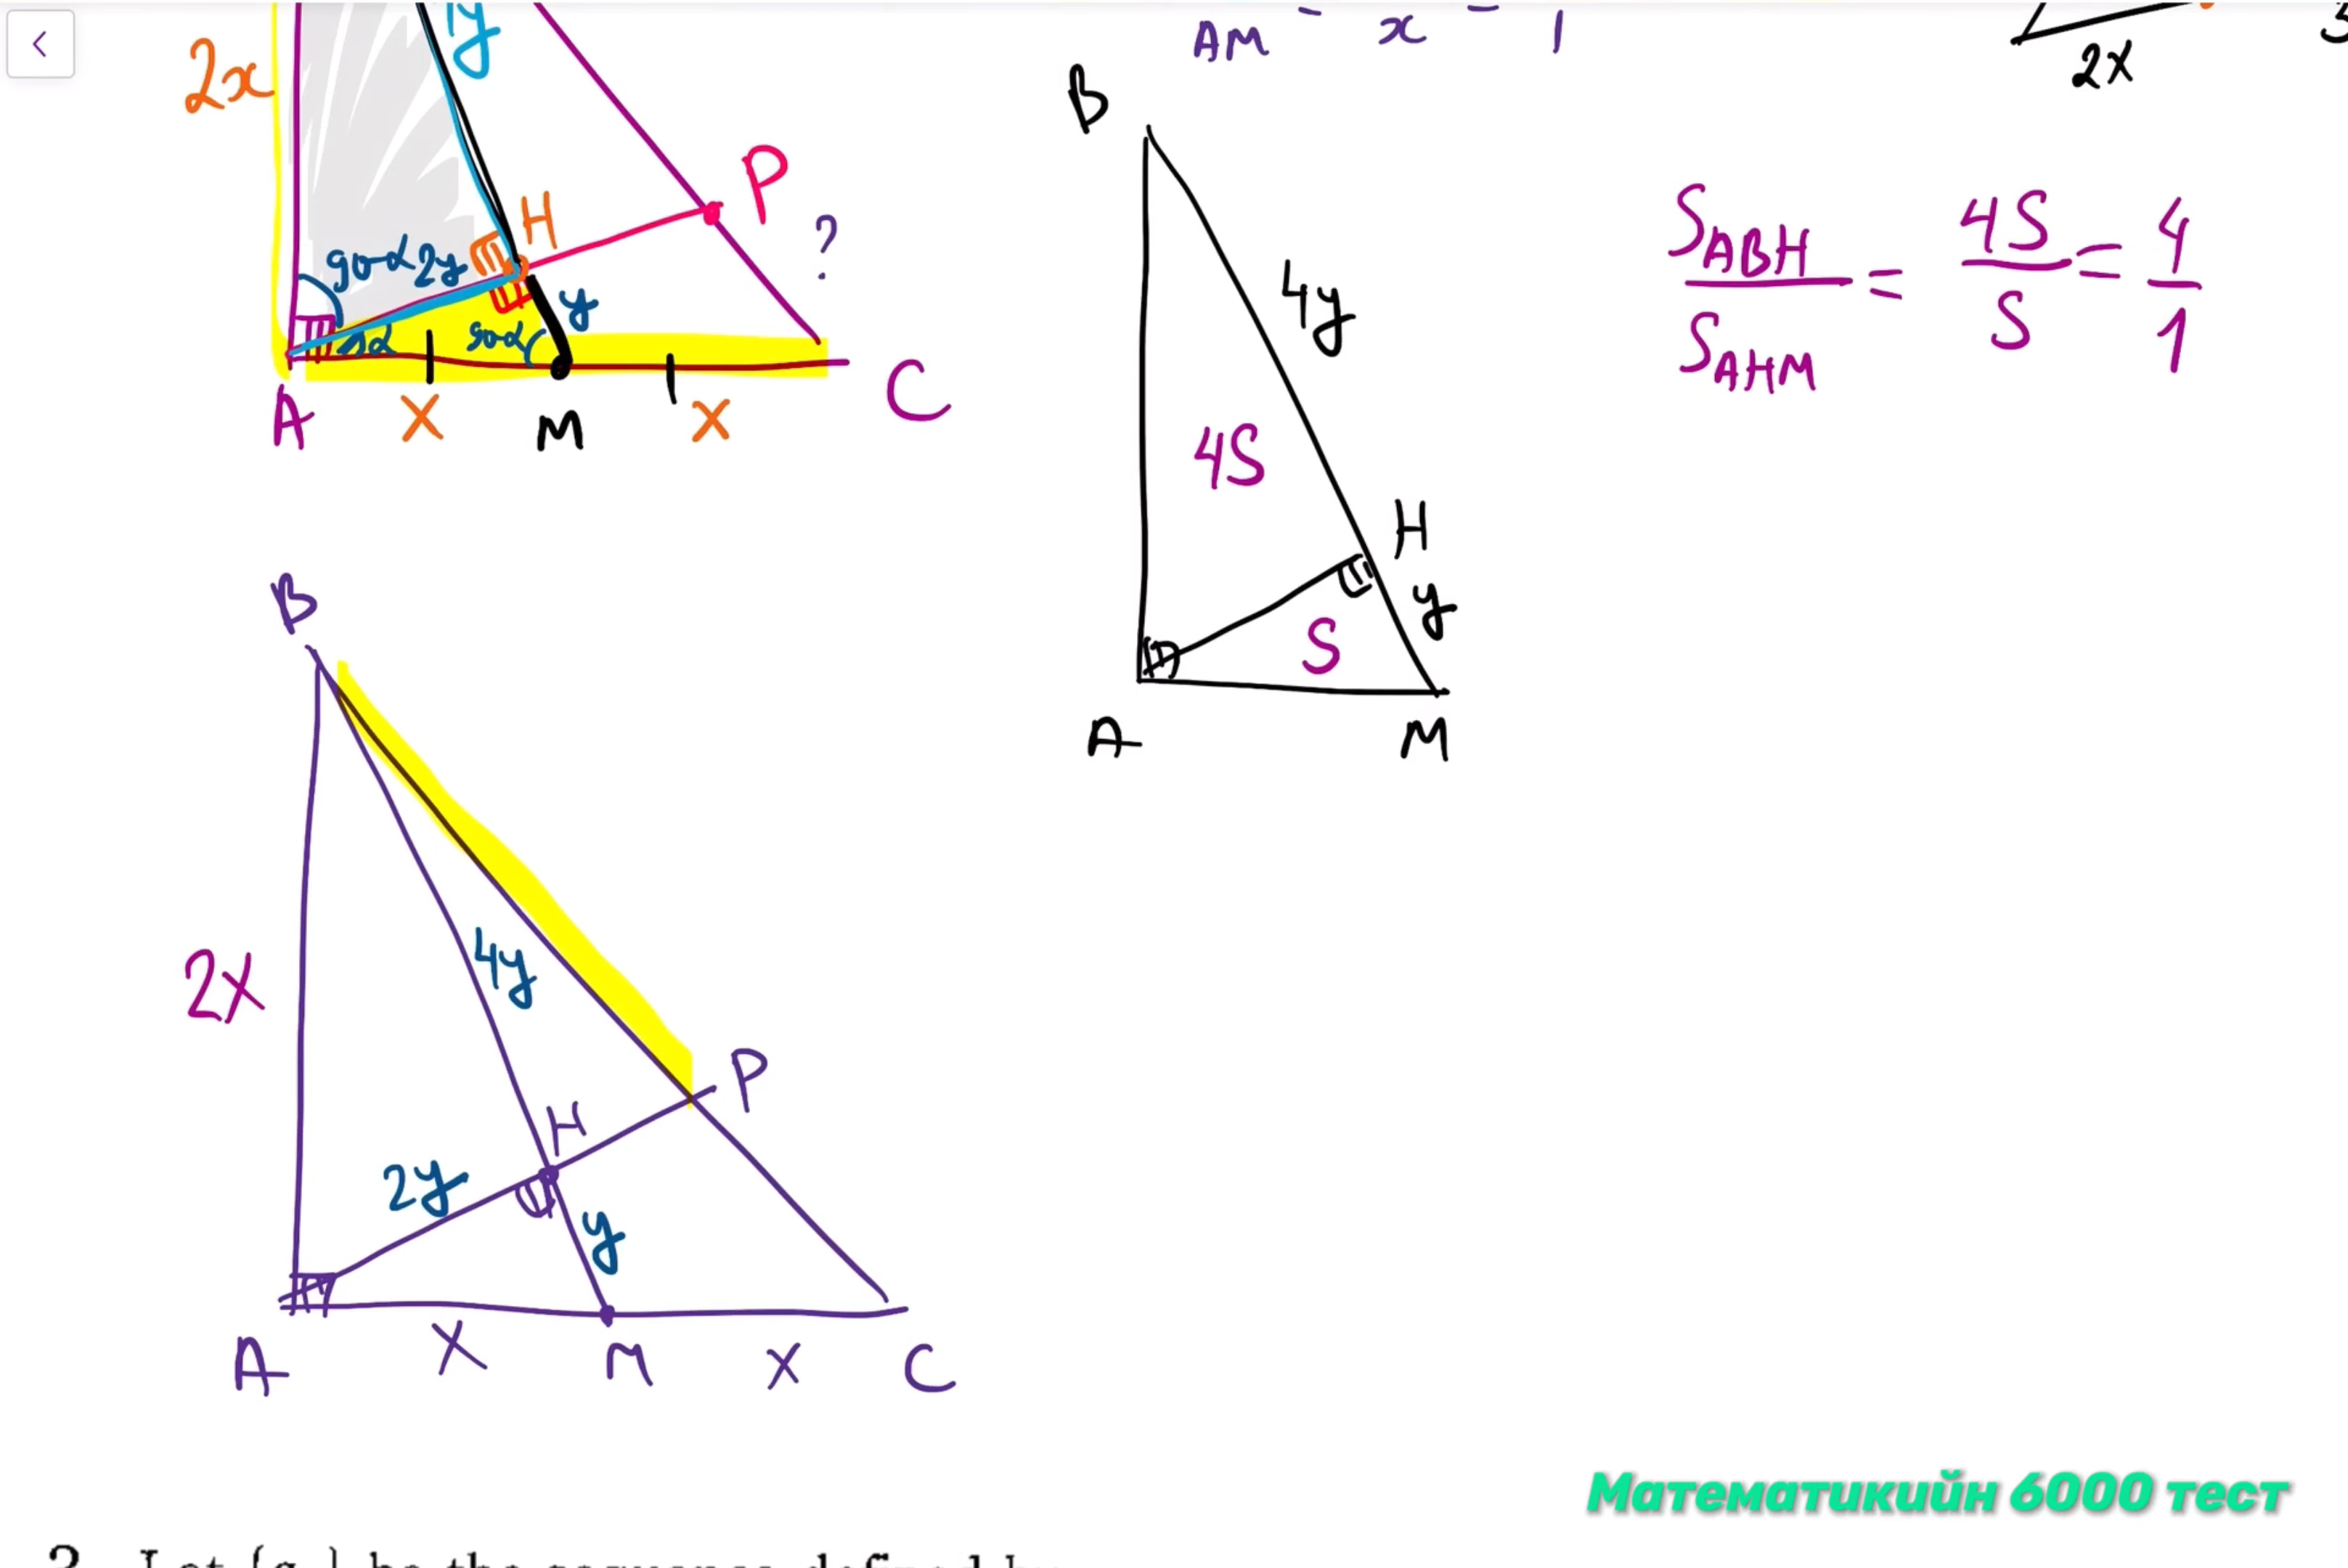 2x
y
AM = x = 1
2x
B
P
?
H
90-α 2y
y
α
90-α
A
x
M
x
C
4y
4S
H
y
S
A
M
S_ABH / S_AHM = 4S / S = 4 / 1
B
2x
4y
P
H
2y
y
A
x
M
x
C
Математикийн 6000 тест